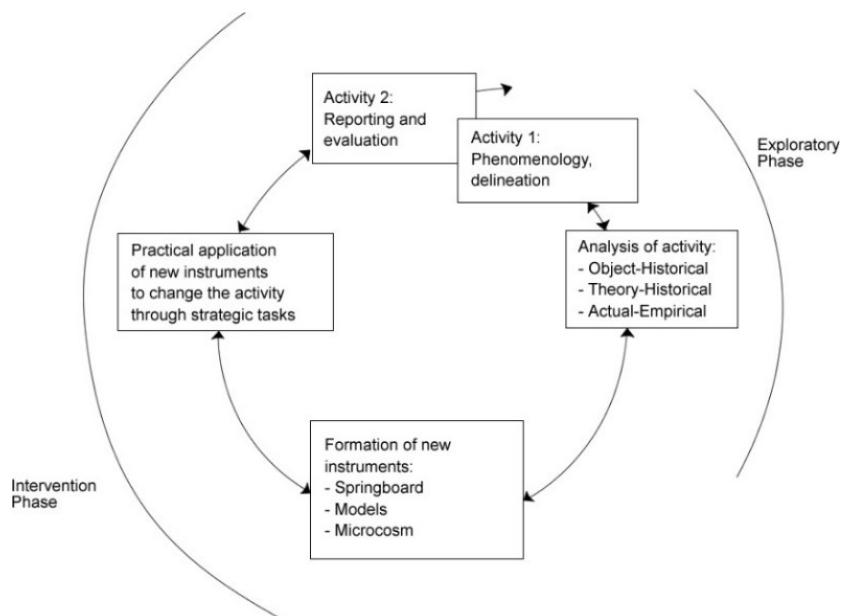 Activity 2:
Reporting and
evaluation
Activity 1:
Phenomenology,
delineation
Exploratory
Phase
Analysis of activity:
- Object-Historical
- Theory-Historical
- Actual-Empirical
Practical application
of new instruments
to change the activity
through strategic tasks
Formation of new
instruments:
- Springboard
- Models
- Microcosm
Intervention
Phase